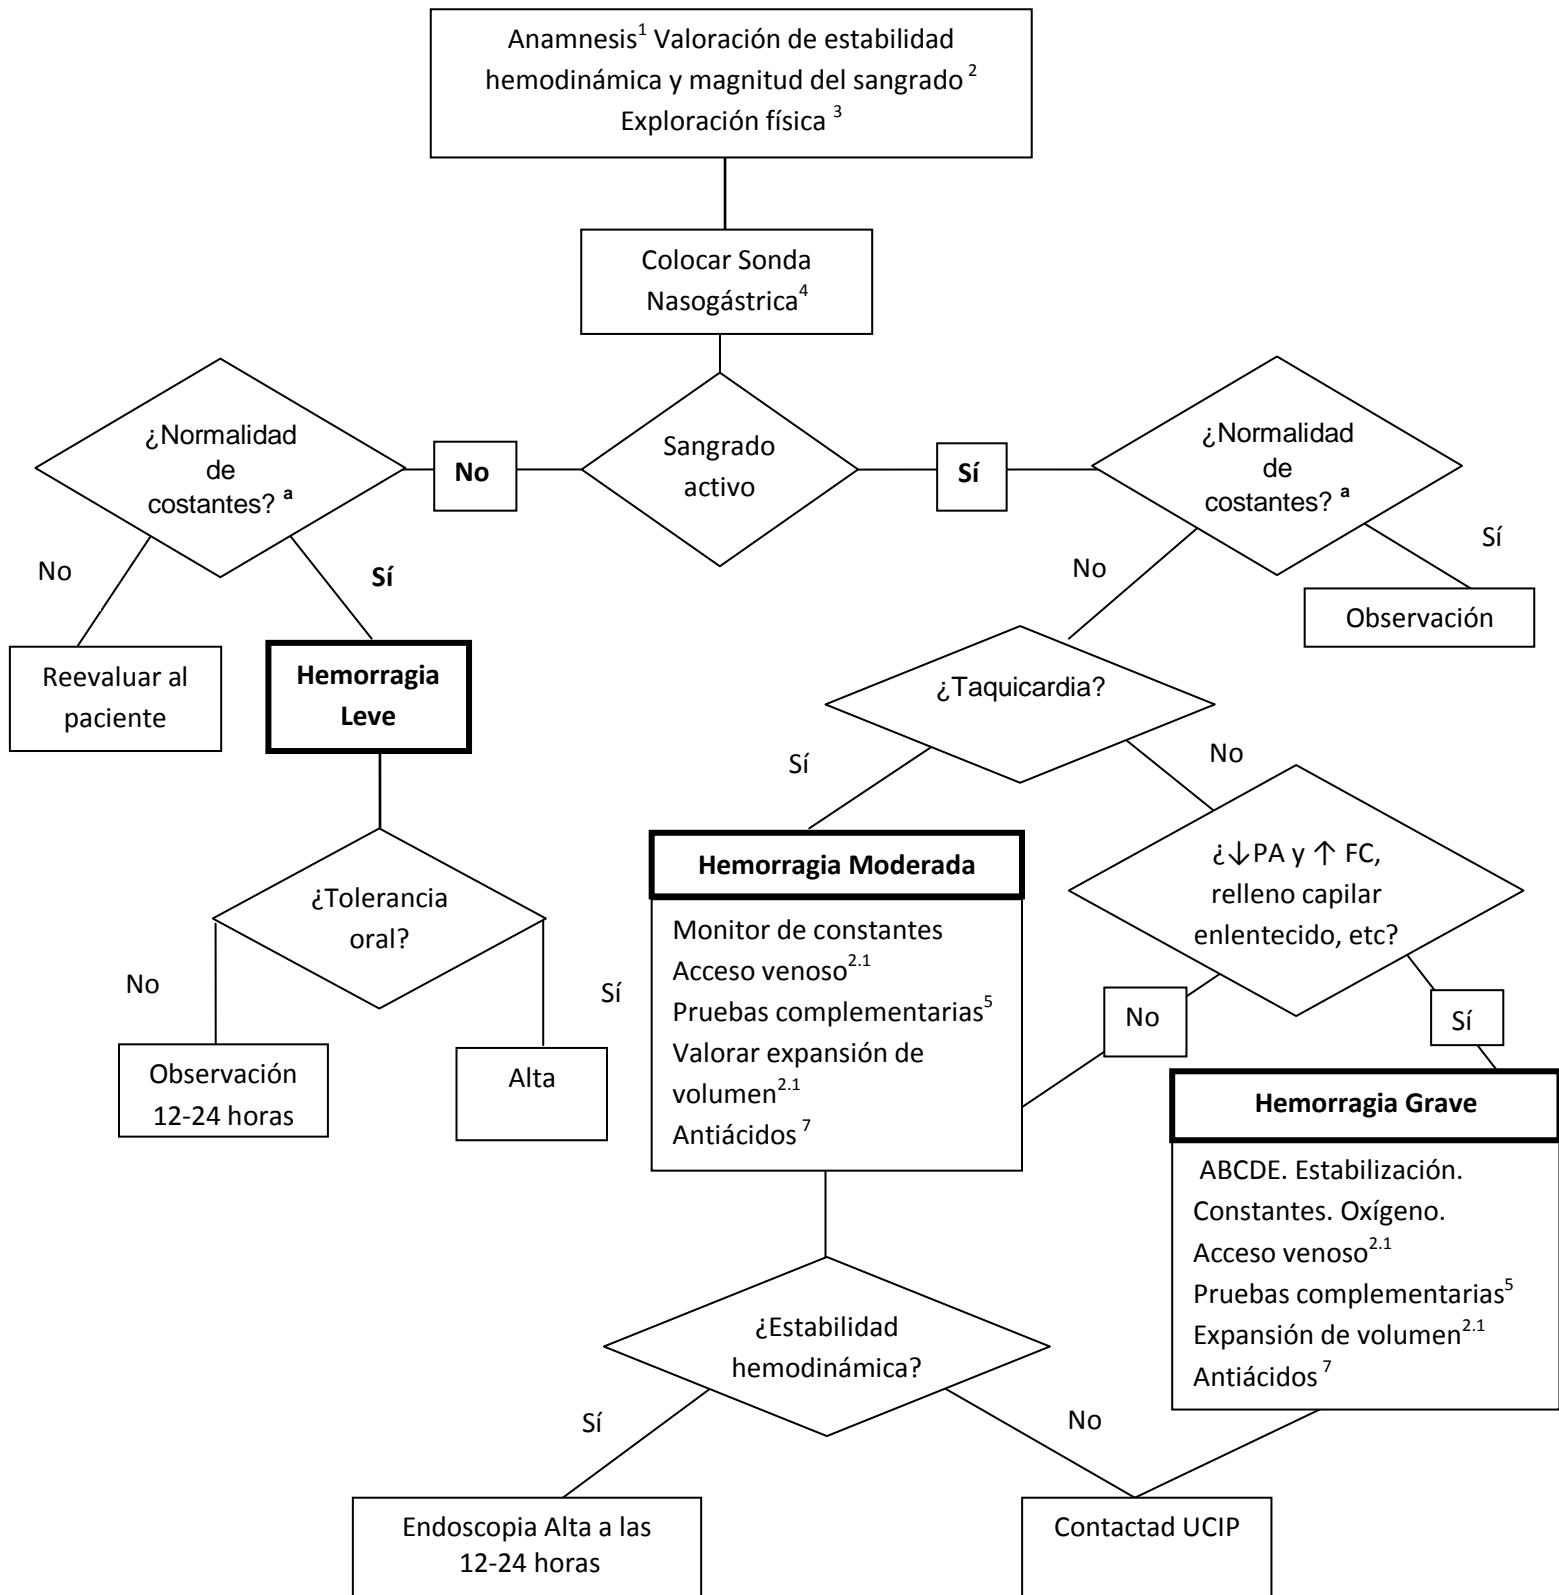 Anamnesis¹ Valoración de estabilidad
hemodinámica y magnitud del sangrado ²
Exploración física ³
Colocar Sonda
Nasogástrica⁴
¿Normalidad
de
costantes? ª
No
Sangrado
activo
Sí
¿Normalidad
de
costantes? ª
No
Sí
No
Sí
Observación
Reevaluar al
paciente
Hemorragia
Leve
¿Taquicardia?
Sí
No
¿Tolerancia
oral?
No
Sí
Observación
12-24 horas
Alta
Hemorragia Moderada
Monitor de constantes
Acceso venoso²·¹
Pruebas complementarias⁵
Valorar expansión de
volumen²·¹
Antiácidos ⁷
¿↓PA y ↑ FC,
relleno capilar
enlentecido, etc?
No
Sí
Hemorragia Grave
ABCDE. Estabilización.
Constantes. Oxígeno.
Acceso venoso²·¹
Pruebas complementarias⁵
Expansión de volumen²·¹
Antiácidos ⁷
¿Estabilidad
hemodinámica?
Sí
No
Endoscopia Alta a las
12-24 horas
Contactad UCIP